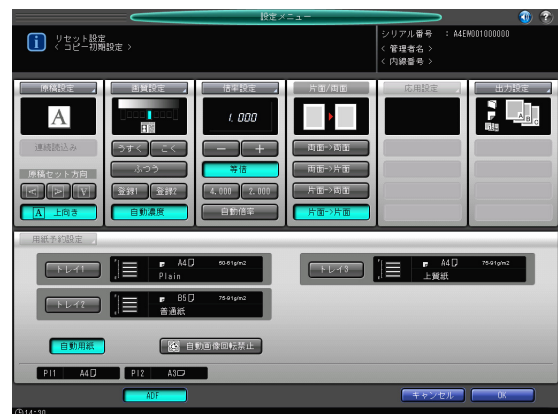 設定メニュー
リセット設定
< コピー初期設定 >
シリアル番号 : A4EW001000000
< 管理者名 >
< 内線番号 >
原稿設定
画質設定
倍率設定
片面/両面
応用設定
出力設定
A
1.000
連続読込み
うすく
こく
－
＋
両面->両面
ふつう
等倍
両面->片面
原稿セット方向
登録1
登録2
4.000
2.000
片面->両面
A 上向き
自動濃度
自動倍率
片面->片面
用紙予約設定
トレイ1
A4
50-61g/m2
Plain
トレイ3
A4
75-91g/m2
上質紙
トレイ2
B5
75-91g/m2
普通紙
自動用紙
自動画像回転禁止
PI1 A4
PI2 A3
ADF
キャンセル
OK
14:30